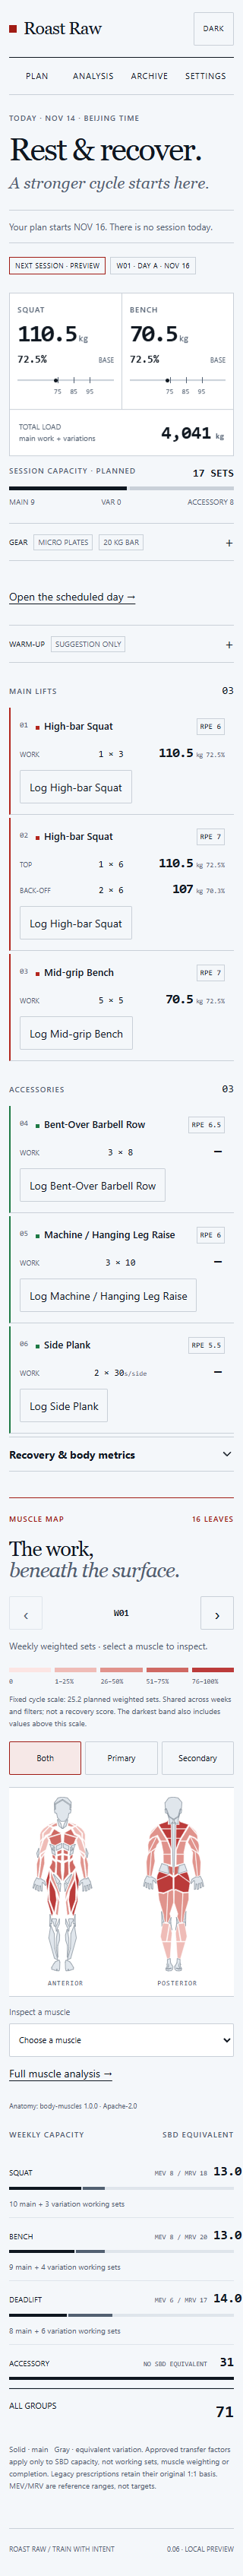 Roast Raw
DARK
PLAN ANALYSIS ARCHIVE SETTINGS
TODAY · NOV 14 · BEIJING TIME
Rest & recover.
A stronger cycle starts here.
Your plan starts NOV 16. There is no session today.
NEXT SESSION · PREVIEW
W01 · DAY A · NOV 16
SQUAT
110.5 kg
72.5% BASE
75 85 95
BENCH
70.5 kg
72.5% BASE
75 85 95
TOTAL LOAD
main work + variations
4,041 kg
SESSION CAPACITY · PLANNED 17 SETS
MAIN 9 VAR 0 ACCESSORY 8
GEAR MICRO PLATES 20 KG BAR +
Open the scheduled day →
WARM-UP SUGGESTION ONLY +
MAIN LIFTS 03
01 High-bar Squat RPE 6
WORK 1 × 3 110.5 kg 72.5%
Log High-bar Squat
02 High-bar Squat RPE 7
TOP 1 × 6 110.5 kg 72.5%
BACK-OFF 2 × 6 107 kg 70.3%
Log High-bar Squat
03 Mid-grip Bench RPE 7
WORK 5 × 5 70.5 kg 72.5%
Log Mid-grip Bench
ACCESSORIES 03
04 Bent-Over Barbell Row RPE 6.5
WORK 3 × 8 —
Log Bent-Over Barbell Row
05 Machine / Hanging Leg Raise RPE 6
WORK 3 × 10 —
Log Machine / Hanging Leg Raise
06 Side Plank RPE 5.5
WORK 2 × 30s/side —
Log Side Plank
Recovery & body metrics
MUSCLE MAP 16 LEAVES
The work,
beneath the surface.
‹ W01 ›
Weekly weighted sets · select a muscle to inspect.
0 1–25% 26–50% 51–75% 76–100%
Fixed cycle scale: 25.2 planned weighted sets. Shared across weeks
and filters; not a recovery score. The darkest band also includes
values above this scale.
Both Primary Secondary
ANTERIOR POSTERIOR
Inspect a muscle
Choose a muscle
Full muscle analysis →
Anatomy: body-muscles 1.0.0 · Apache-2.0
WEEKLY CAPACITY SBD EQUIVALENT
SQUAT MEV 8 / MRV 18 13.0
10 main + 3 variation working sets
BENCH MEV 8 / MRV 20 13.0
9 main + 4 variation working sets
DEADLIFT MEV 6 / MRV 17 14.0
8 main + 6 variation working sets
ACCESSORY NO SBD EQUIVALENT 31
ALL GROUPS 71
Solid · main Gray · equivalent variation. Approved transfer factors
apply only to SBD capacity, not working sets, muscle weighting or
completion. Legacy prescriptions retain their original 1:1 basis.
MEV/MRV are reference ranges, not targets.
ROAST RAW / TRAIN WITH INTENT 0.06 · LOCAL PREVIEW